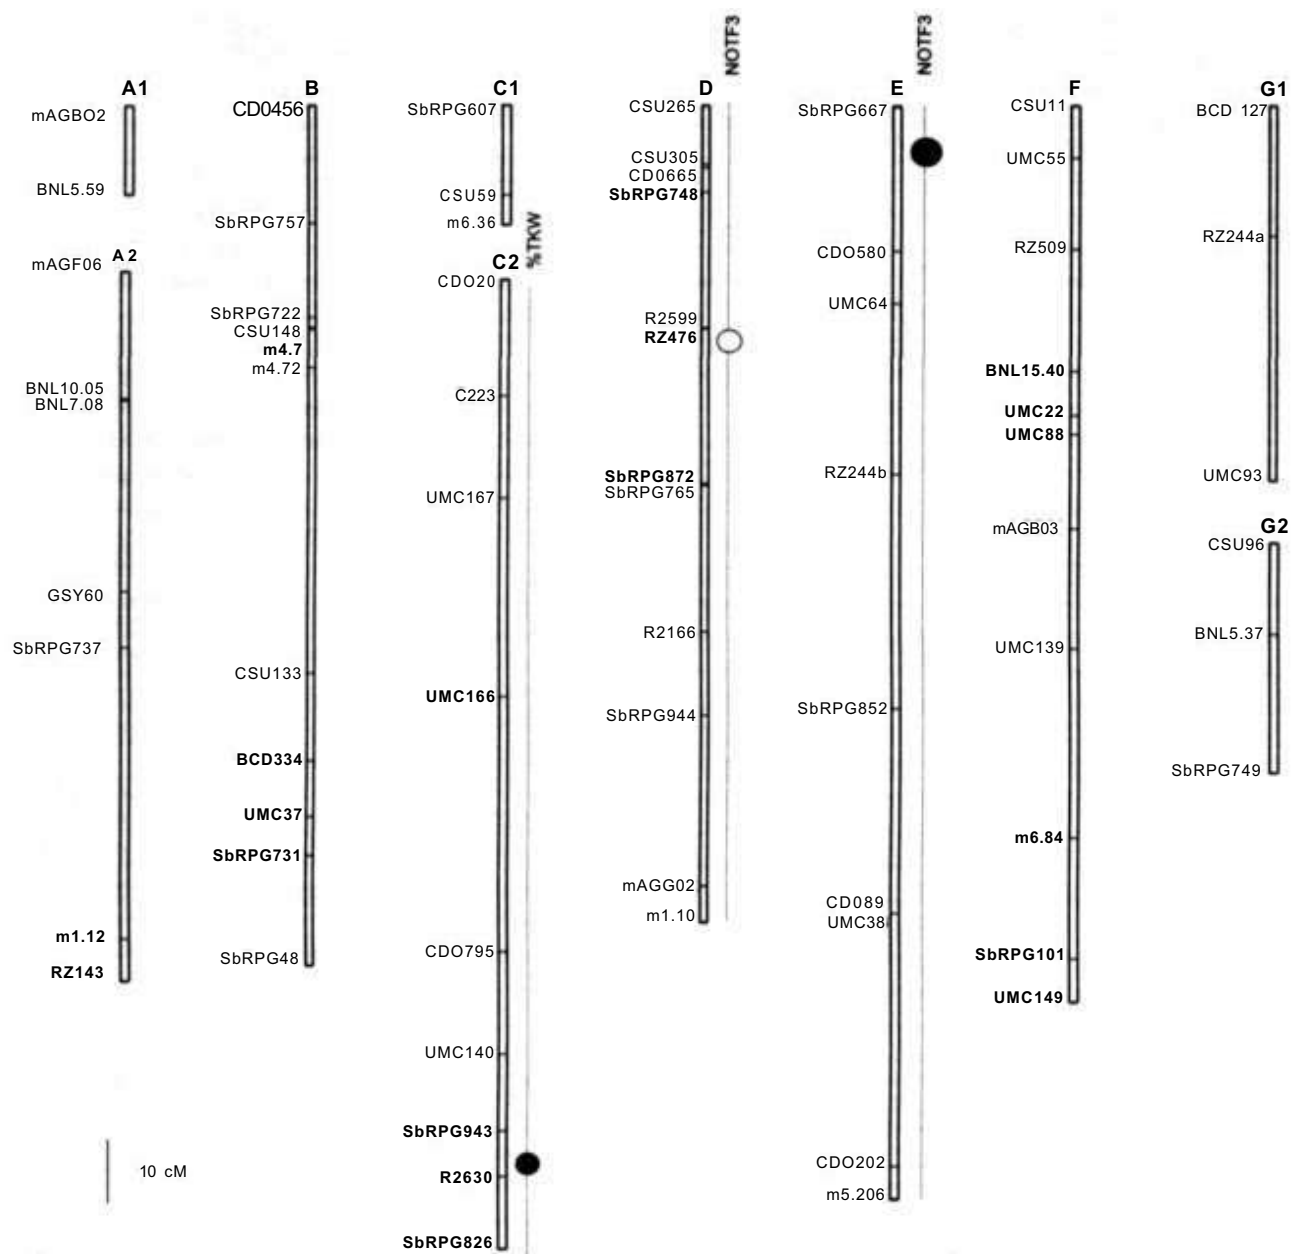 A1
mAGBO2
BNL5.59
A2
mAGF06
BNL10.05
BNL7.08
GSY60
SbRPG737
m1.12
RZ143
10 cM
B
CD0456
SbRPG757
SbRPG722
CSU148
m4.7
m4.72
CSU133
BCD334
UMC37
SbRPG731
SbRPG48
C1
SbRPG607
CSU59
m6.36
%TKW
C2
CDO20
C223
UMC167
UMC166
CDO795
UMC140
SbRPG943
R2630
SbRPG826
NOTF3
D
CSU265
CSU305
CD0665
SbRPG748
R2599
RZ476
SbRPG872
SbRPG765
R2166
SbRPG944
mAGG02
m1.10
NOTF3
E
SbRPG667
CDO580
UMC64
RZ244b
SbRPG852
CD089
UMC38
CDO202
m5.206
F
CSU11
UMC55
RZ509
BNL15.40
UMC22
UMC88
mAGB03
UMC139
m6.84
SbRPG101
UMC149
G1
BCD 127
RZ244a
UMC93
G2
CSU96
BNL5.37
SbRPG749